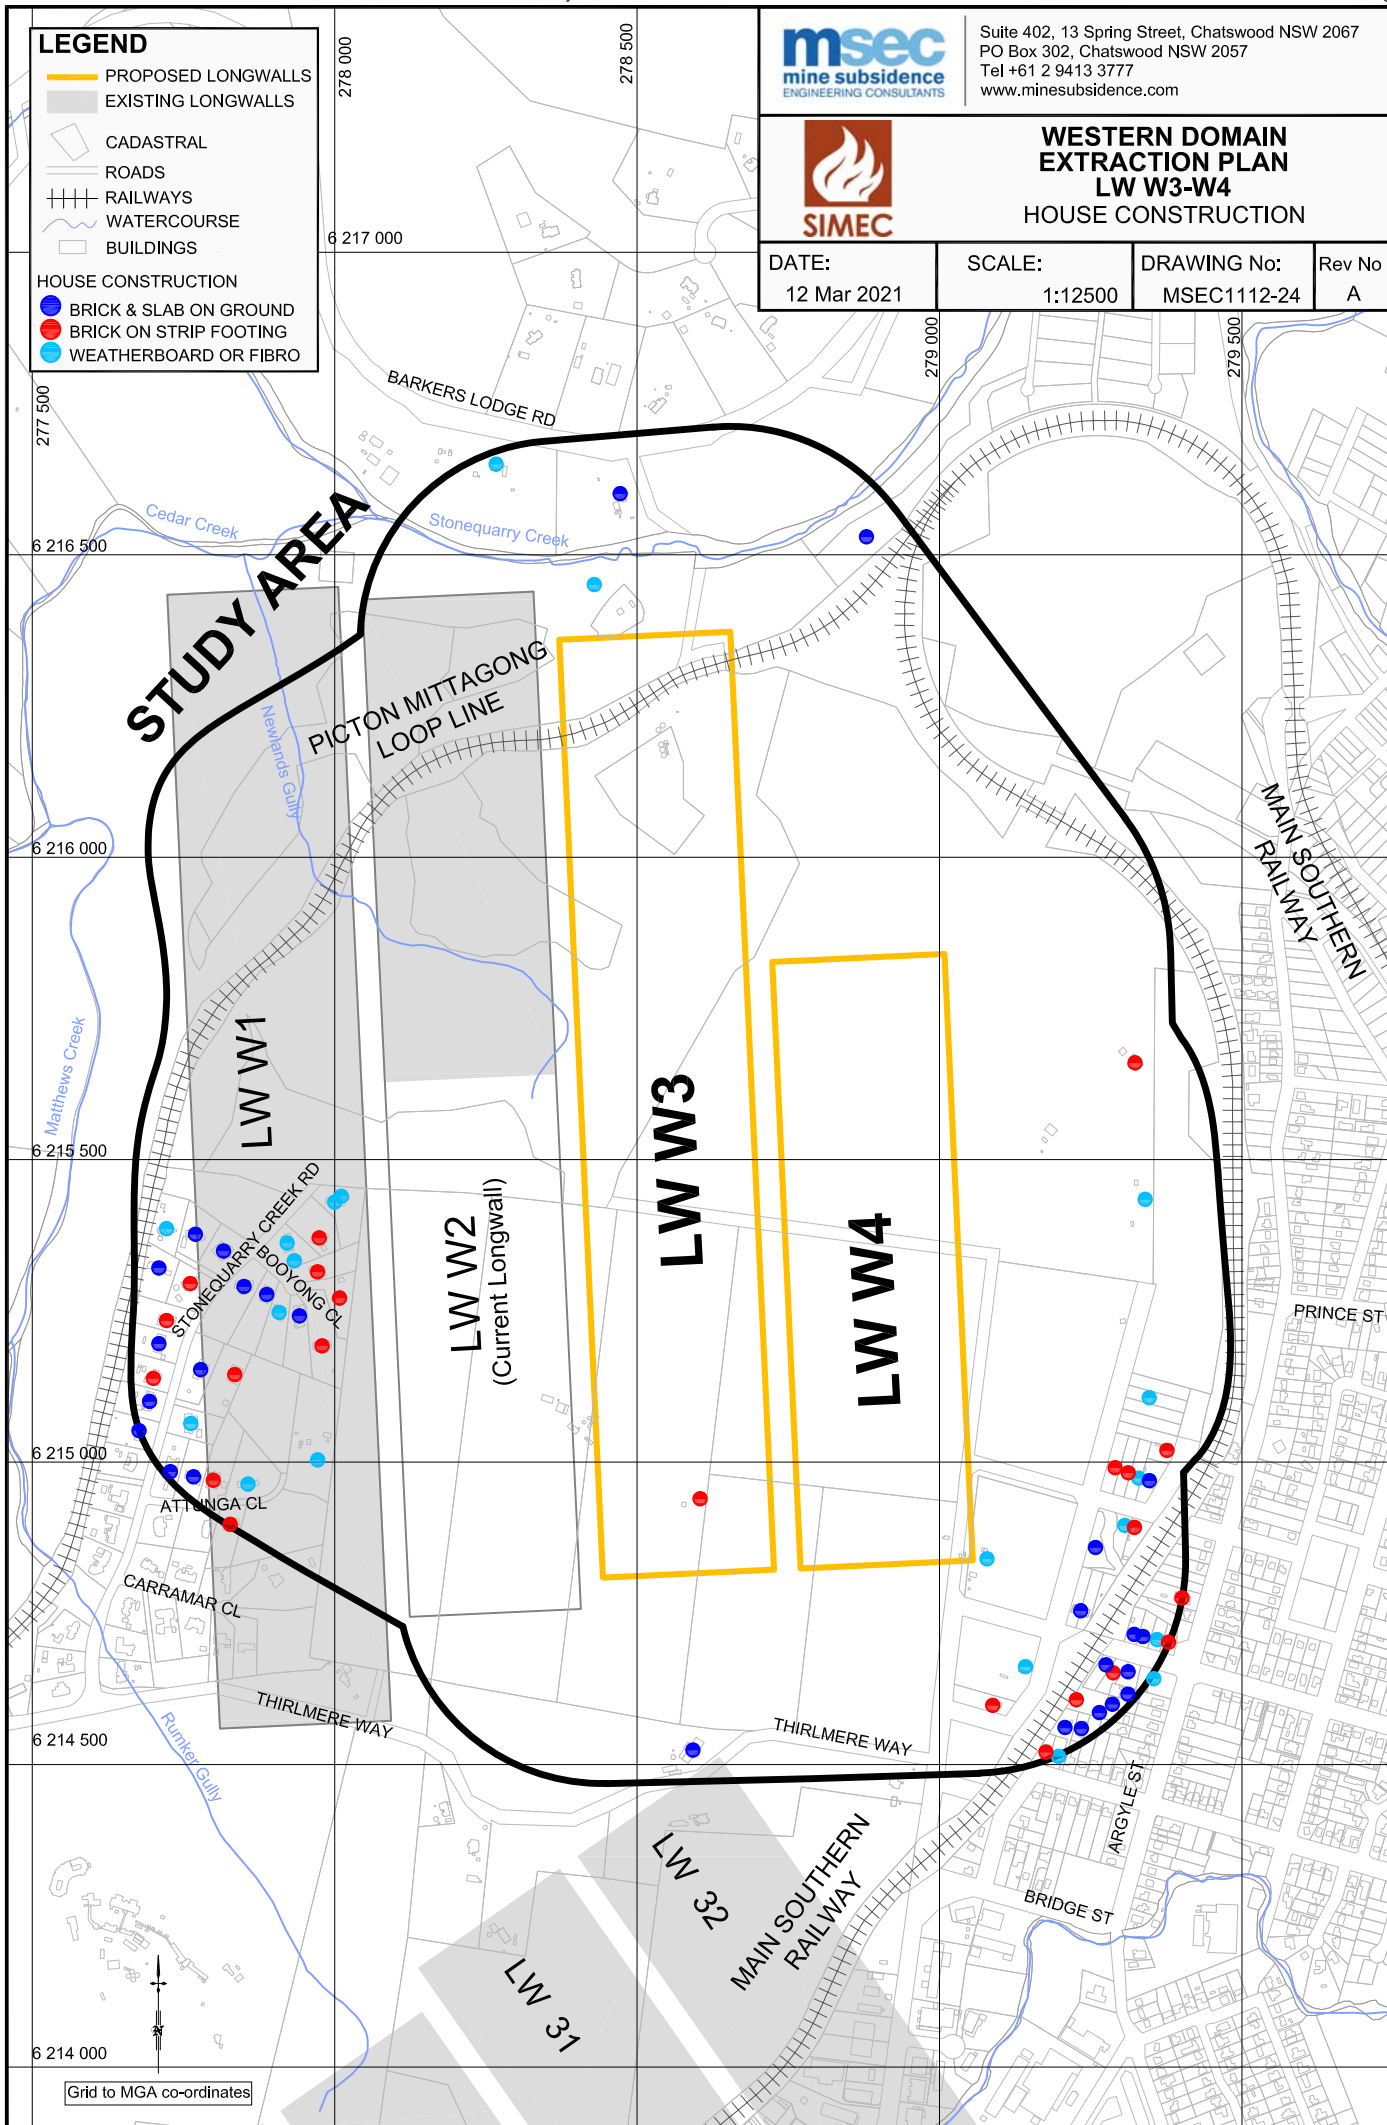 LEGEND
PROPOSED LONGWALLS
EXISTING LONGWALLS
CADASTRAL
ROADS
RAILWAYS
WATERCOURSE
BUILDINGS
HOUSE CONSTRUCTION
BRICK & SLAB ON GROUND
BRICK ON STRIP FOOTING
WEATHERBOARD OR FIBRO
msec
mine subsidence
ENGINEERING CONSULTANTS
Suite 402, 13 Spring Street, Chatswood NSW 2067
PO Box 302, Chatswood NSW 2057
Tel +61 2 9413 3777
www.minesubsidence.com
SIMEC
WESTERN DOMAIN
EXTRACTION PLAN
LW W3-W4
HOUSE CONSTRUCTION
DATE:
12 Mar 2021
SCALE:
1:12500
DRAWING No:
MSEC1112-24
Rev No
A
277 500
278 000
278 500
279 000
279 500
6 217 000
BARKERS LODGE RD
Cedar Creek
Stonequarry Creek
6 216 500
STUDY AREA
PICTON MITTAGONG
LOOP LINE
Newlands Gully
6 216 000
MAIN SOUTHERN
RAILWAY
Matthews Creek
LW W1
LW W2
(Current Longwall)
LW W3
LW W4
6 215 500
STONEQUARRY CREEK RD
BOOYONG CL
PRINCE ST
6 215 000
ATTUNGA CL
CARRAMAR CL
THIRLMERE WAY
THIRLMERE WAY
Rumker Gully
6 214 500
ARGYLE ST
LW 32
MAIN SOUTHERN
RAILWAY
BRIDGE ST
LW 31
N
6 214 000
Grid to MGA co-ordinates